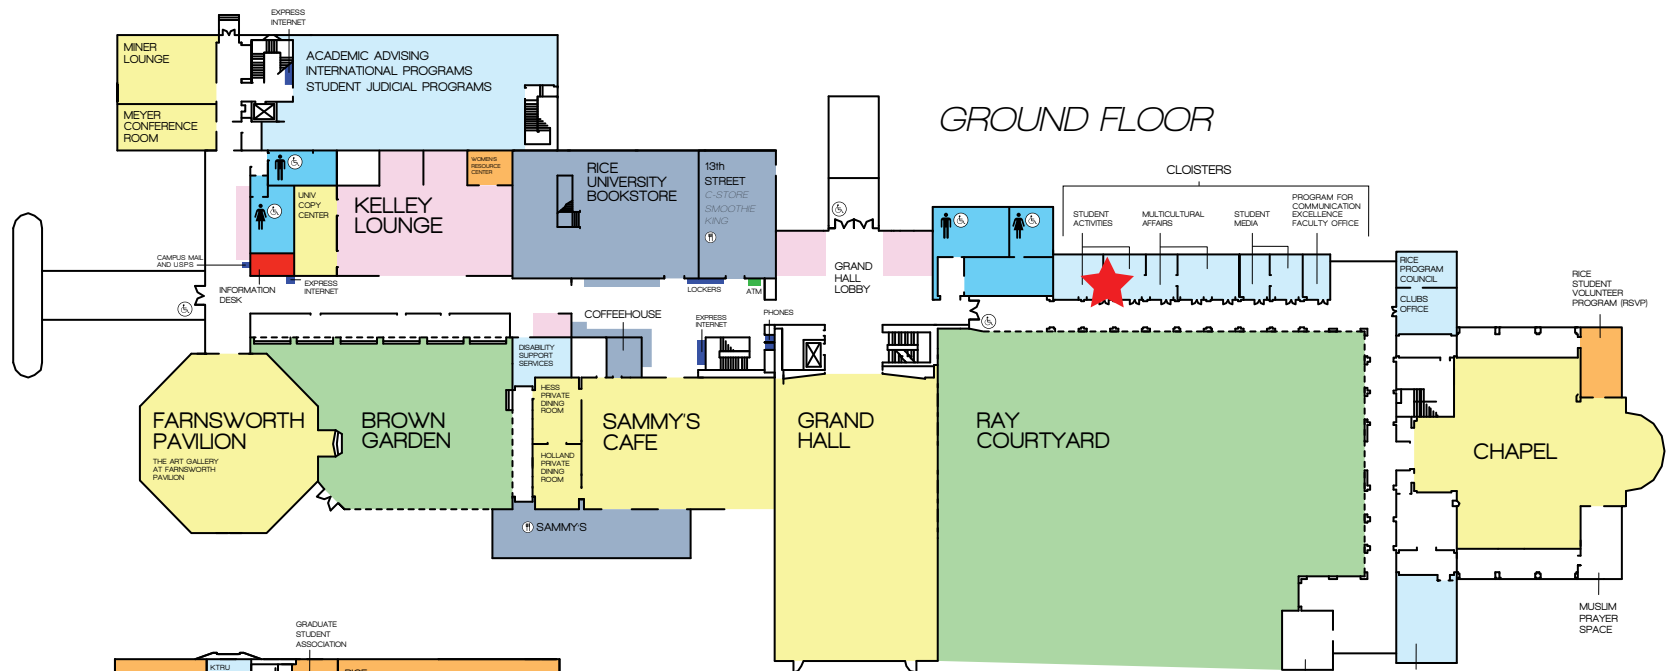 EXPRESS
INTERNET
MINER
LOUNGE
ACADEMIC ADVISING
INTERNATIONAL PROGRAMS
STUDENT JUDICIAL PROGRAMS
MEYER
CONFERENCE
ROOM
GROUND FLOOR
CLOISTERS
STUDENT
ACTIVITIES
MULTICULTURAL
AFFAIRS
STUDENT
MEDIA
PROGRAM FOR
COMMUNICATION
EXCELLENCE
FACULTY OFFICE
WOMEN'S
RESOURCE
CENTER
RICE
UNIVERSITY
BOOKSTORE
13th
STREET
C-STORE
SMOOTHIE
KING
UNIV
COPY
CENTER
KELLEY
LOUNGE
CAMPUS MAIL
AND USPS
INFORMATION
DESK
EXPRESS
INTERNET
LOCKERS
ATM
GRAND
HALL
LOBBY
RICE
PROGRAM
COUNCIL
CLUBS
OFFICE
RICE
STUDENT
VOLUNTEER
PROGRAM (RSVP)
COFFEEHOUSE
EXPRESS
INTERNET
PHONES
DISABILITY
SUPPORT
SERVICES
FARNSWORTH
PAVILION
THE ART GALLERY
AT FARNSWORTH
PAVILION
BROWN
GARDEN
HESS
PRIVATE
DINING
ROOM
HOLLAND
PRIVATE
DINING
ROOM
SAMMY'S
CAFE
GRAND
HALL
RAY
COURTYARD
CHAPEL
SAMMY'S
MUSLIM
PRAYER
SPACE
GRADUATE
STUDENT
ASSOCIATION
KTRU
RICE